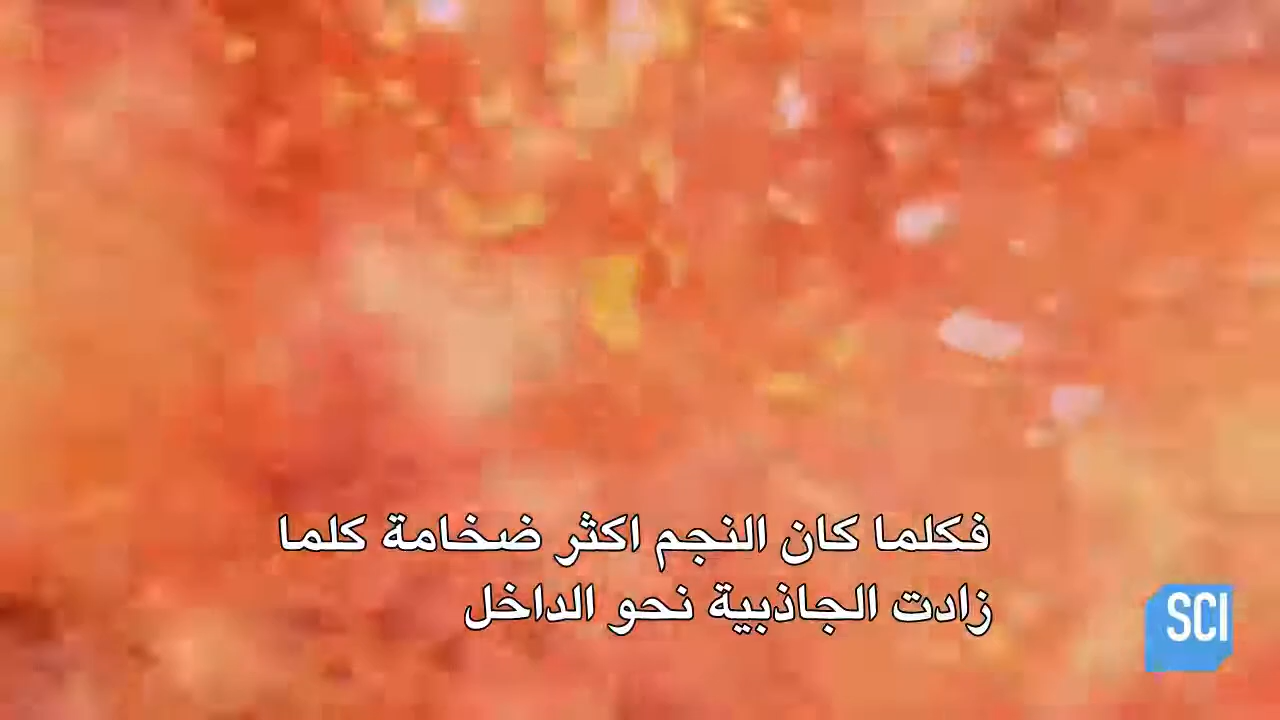 فكلما كان النجم اكثر ضخامة كلما
زادت الجاذبية نحو الداخل
SCI